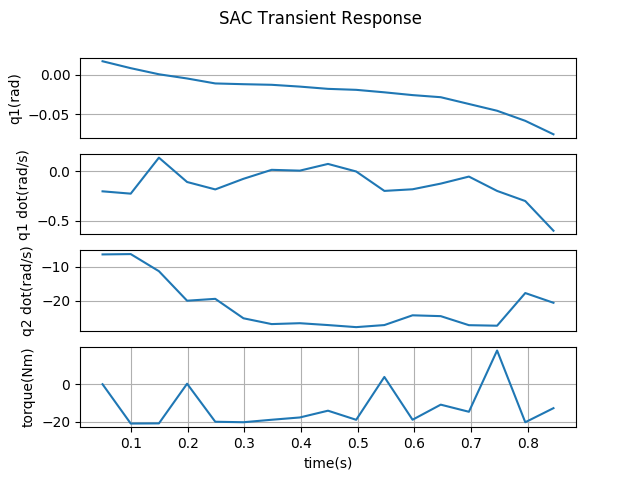 SAC Transient Response
q1(rad)
0.00
−0.05
q1 dot(rad/s)
0.0
−0.5
q2 dot(rad/s)
−10
−20
torque(Nm)
0
−20
0.1 0.2 0.3 0.4 0.5 0.6 0.7 0.8
time(s)